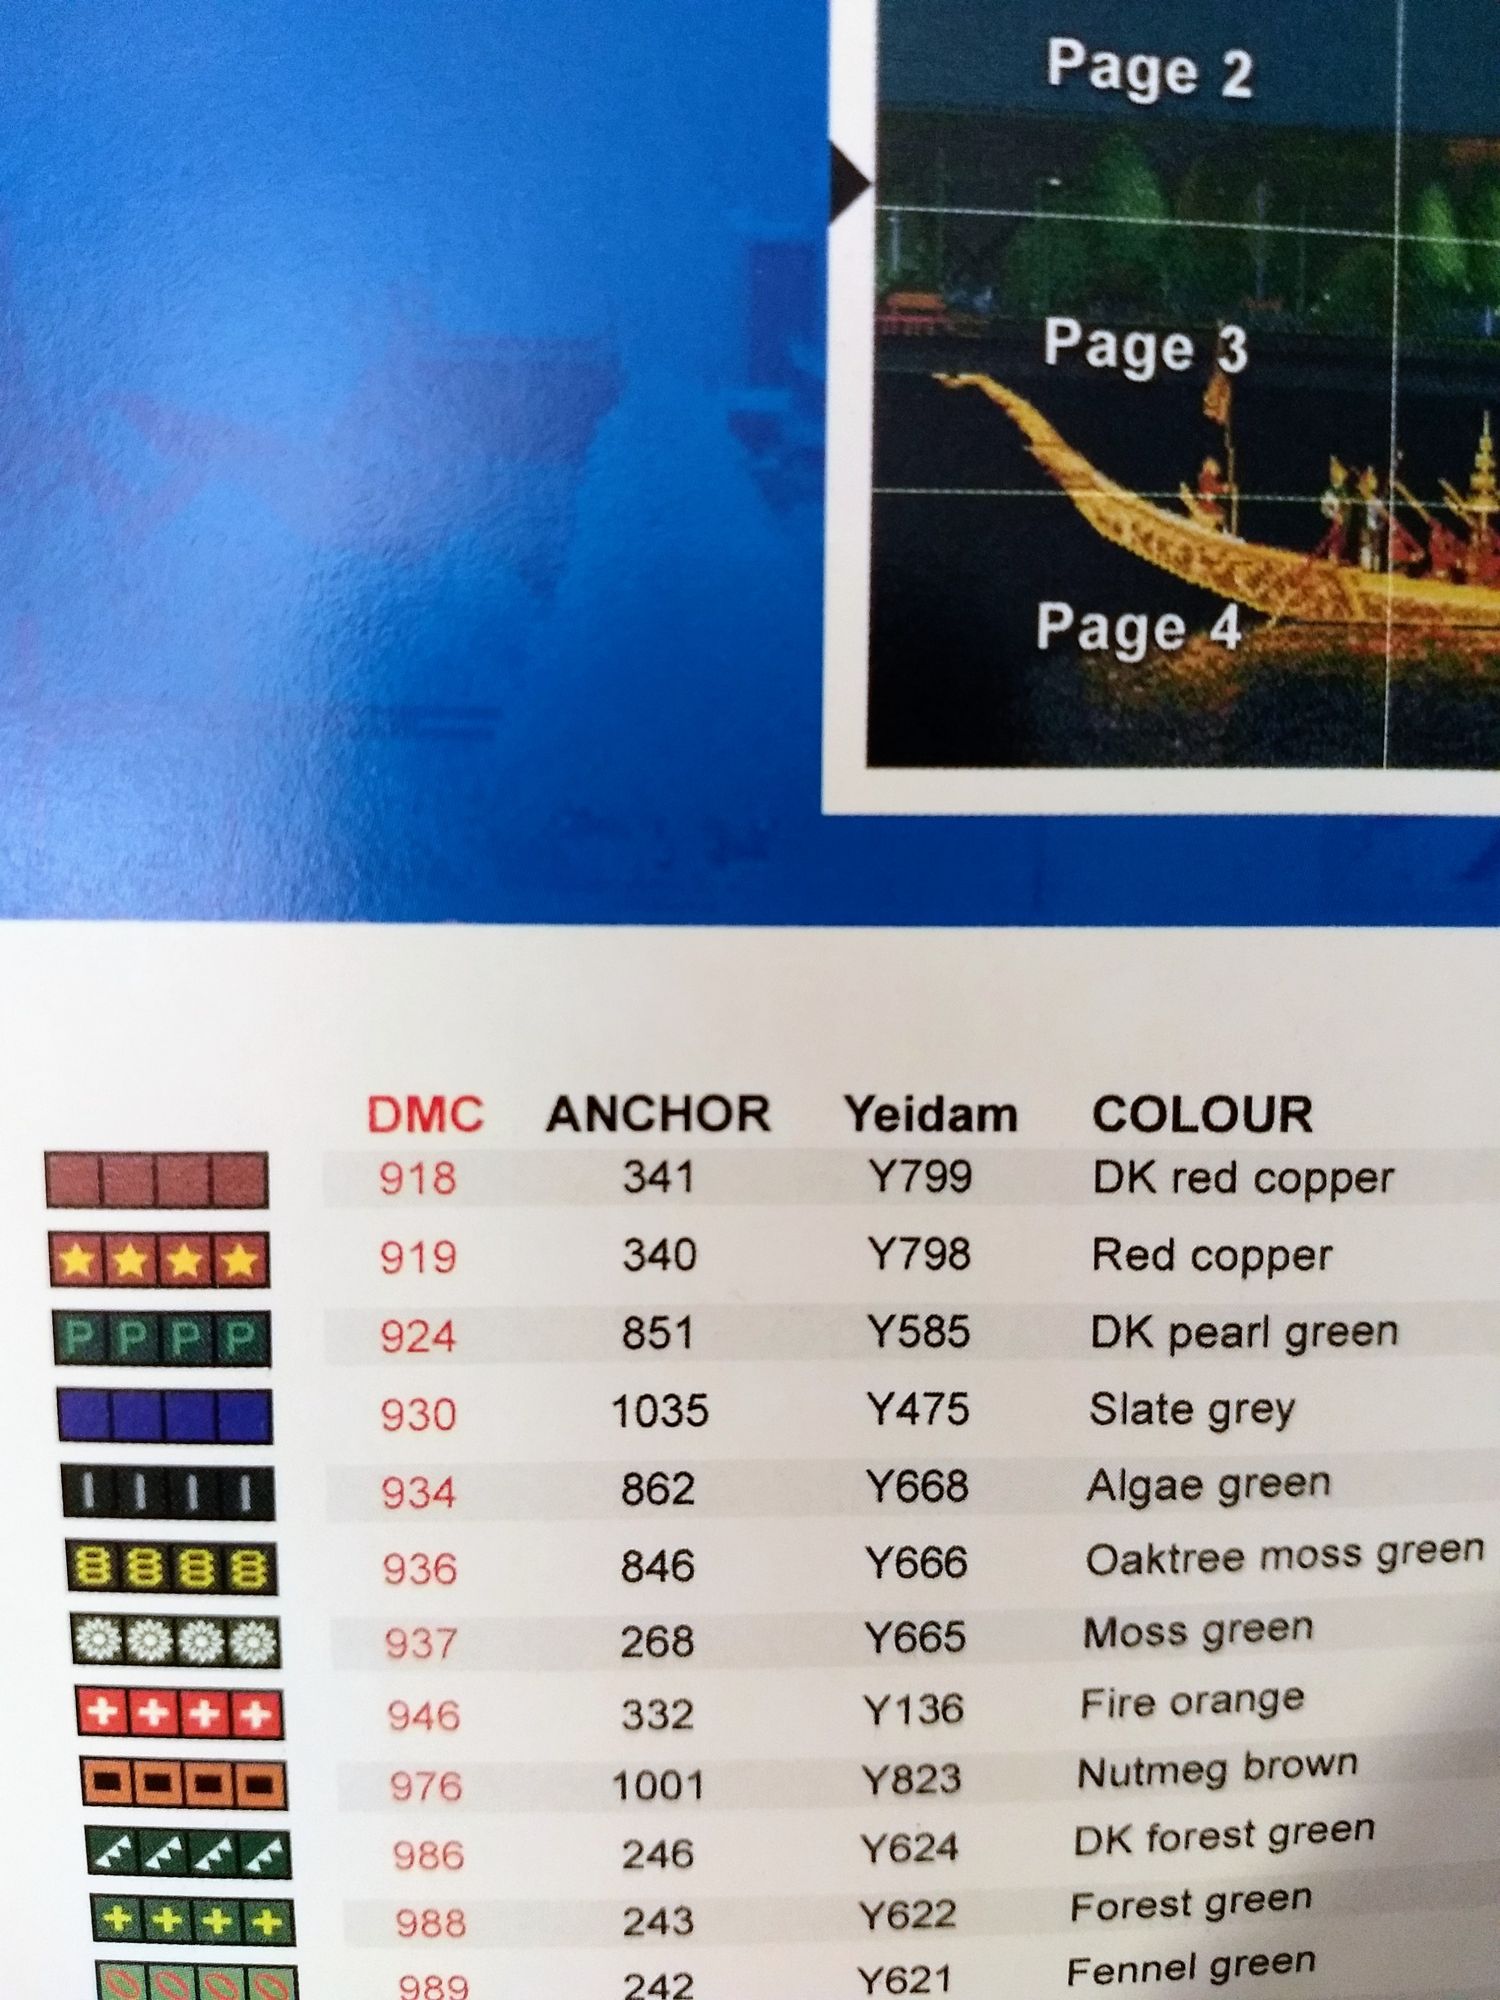 Page 2
Page 3
Page 4
DMC ANCHOR Yeidam COLOUR
918 341 Y799 DK red copper
919 340 Y798 Red copper
P P P P 924 851 Y585 DK pearl green
930 1035 Y475 Slate grey
934 862 Y668 Algae green
936 846 Y666 Oaktree moss green
937 268 Y665 Moss green
946 332 Y136 Fire orange
976 1001 Y823 Nutmeg brown
986 246 Y624 DK forest green
988 243 Y622 Forest green
989 242 Y621 Fennel green